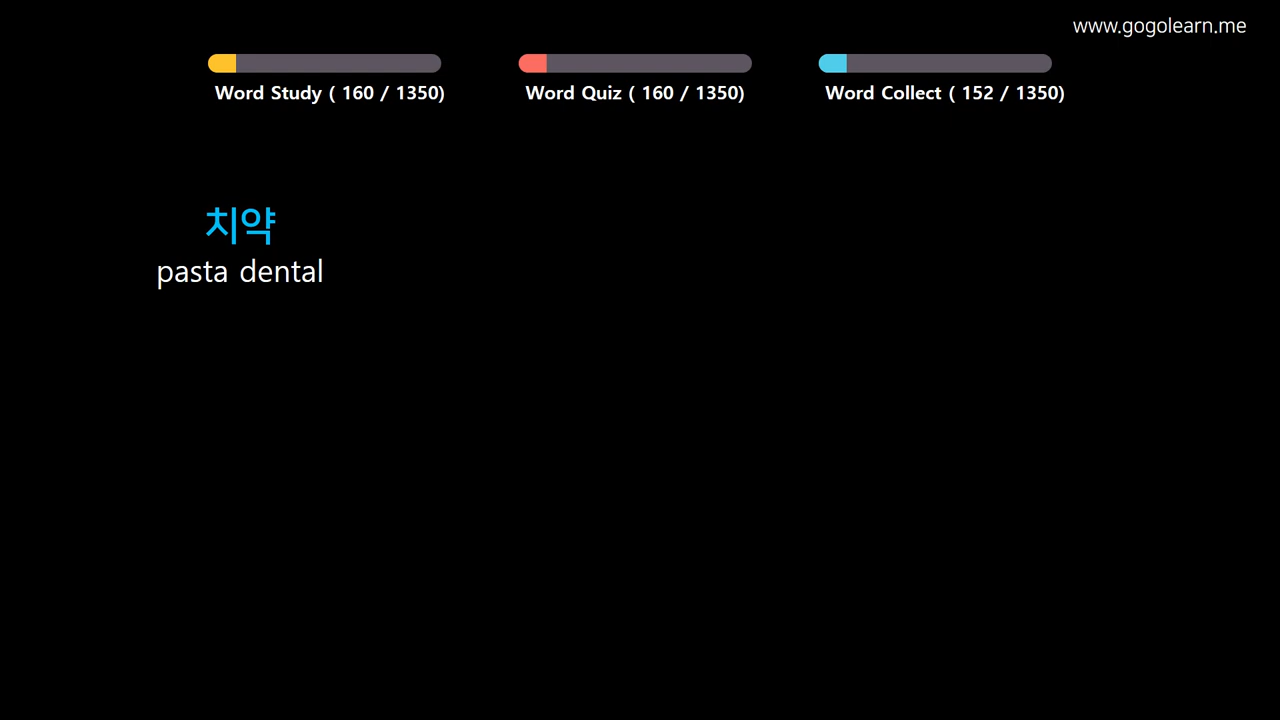 www.gogolearn.me
Word Study ( 160 / 1350)
Word Quiz ( 160 / 1350)
Word Collect ( 152 / 1350)
치약
pasta dental